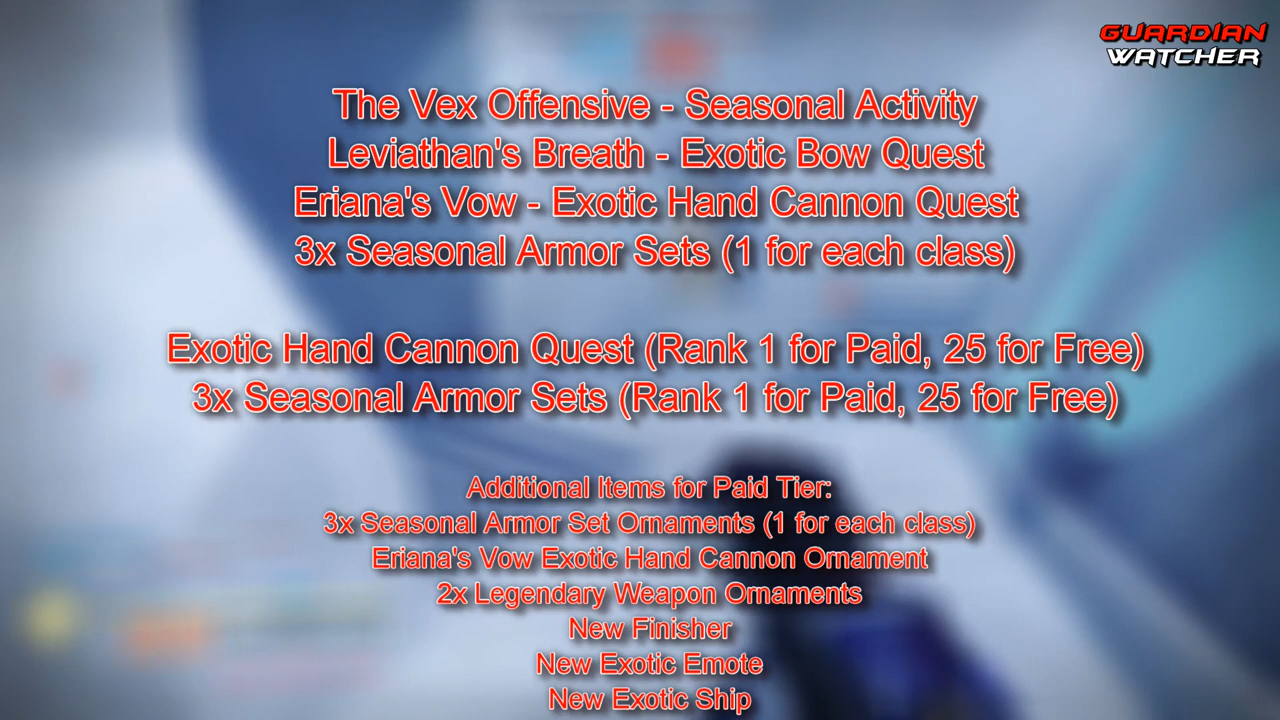 GUARDIAN
WATCHER
The Vex Offensive - Seasonal Activity
Leviathan's Breath - Exotic Bow Quest
Eriana's Vow - Exotic Hand Cannon Quest
3x Seasonal Armor Sets (1 for each class)
Exotic Hand Cannon Quest (Rank 1 for Paid, 25 for Free)
3x Seasonal Armor Sets (Rank 1 for Paid, 25 for Free)
Additional Items for Paid Tier:
3x Seasonal Armor Set Ornaments (1 for each class)
Eriana's Vow Exotic Hand Cannon Ornament
2x Legendary Weapon Ornaments
New Finisher
New Exotic Emote
New Exotic Ship